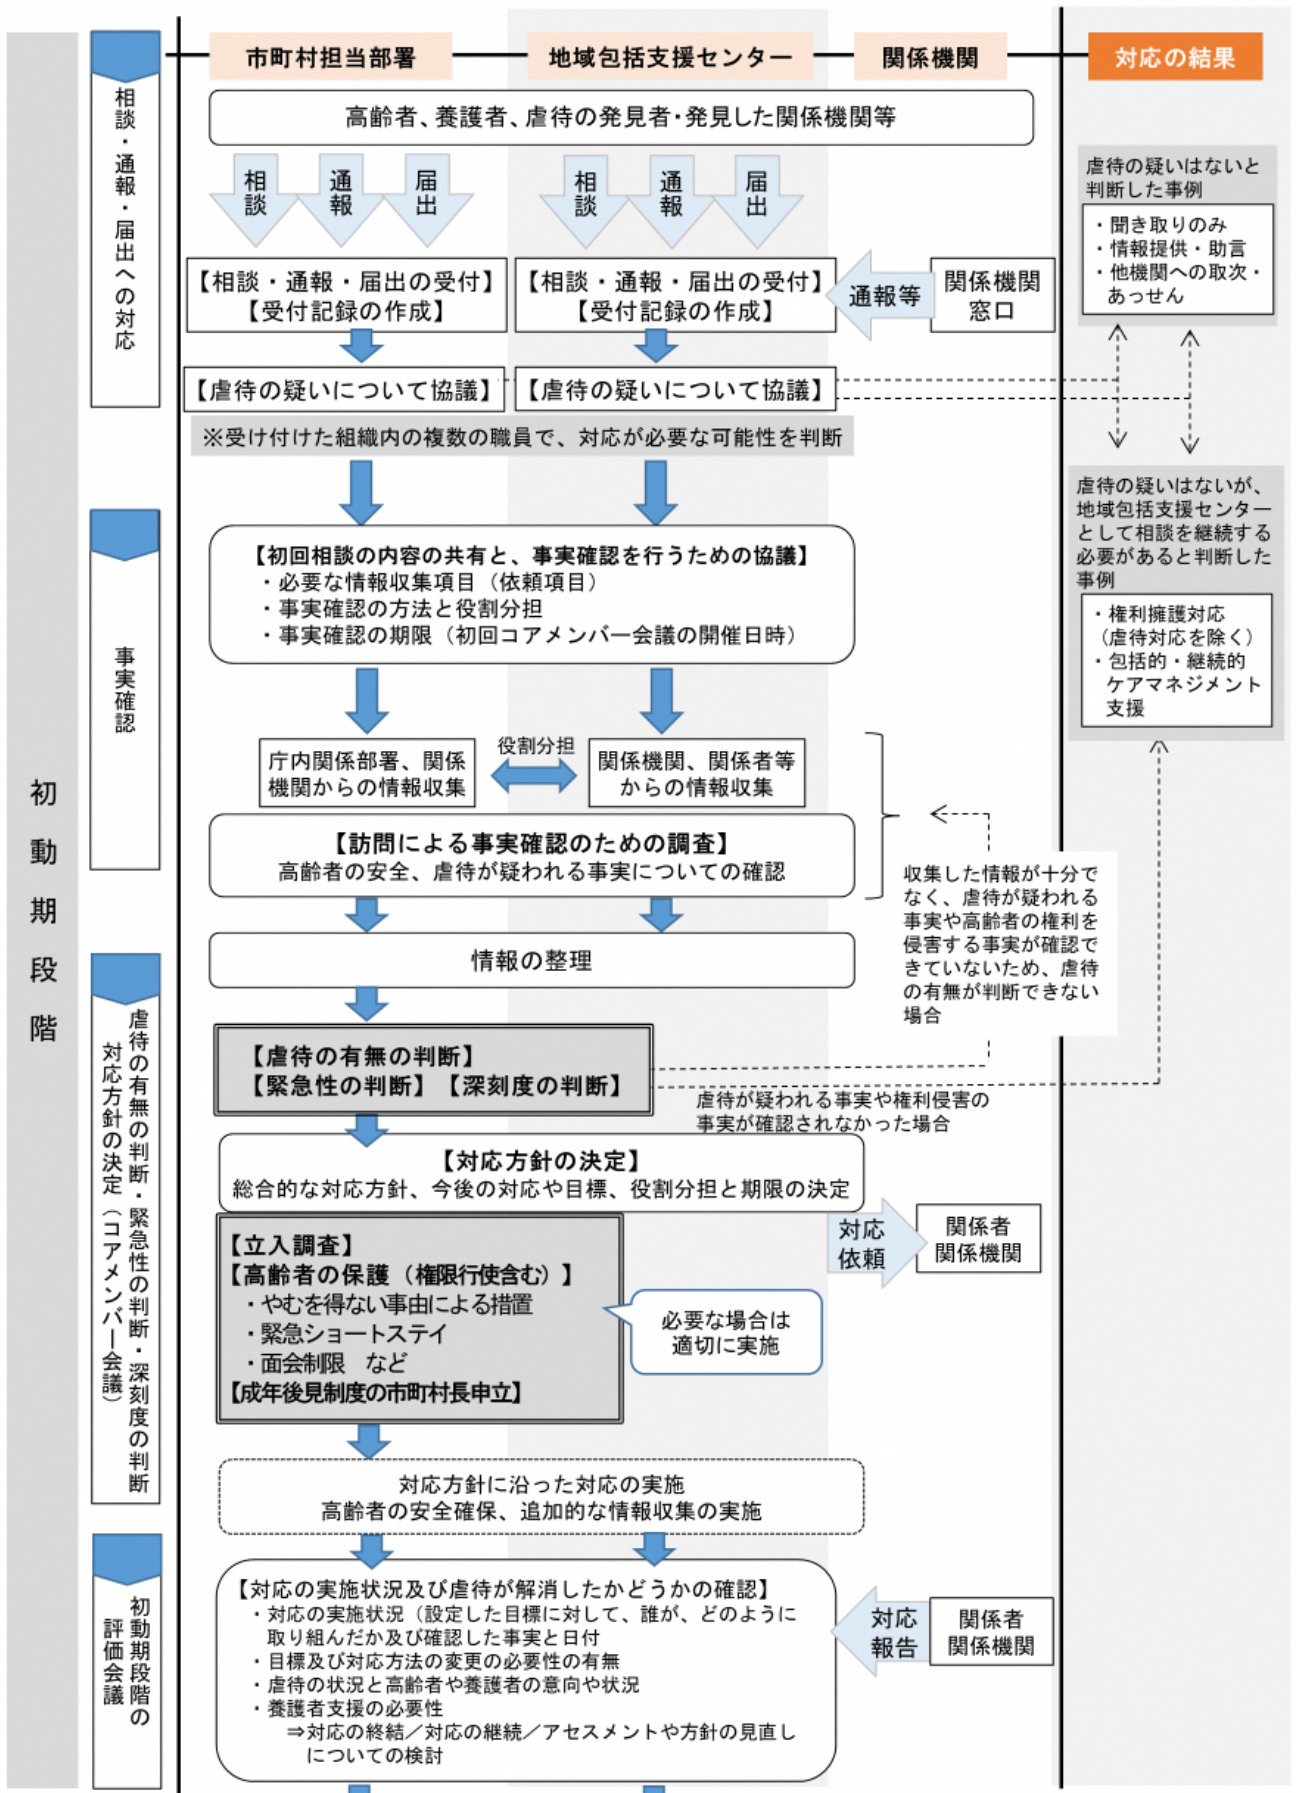 市町村担当部署
地域包括支援センター
関係機関
対応の結果
初動期段階
相談・通報・届出への対応
高齢者、養護者、虐待の発見者・発見した関係機関等
相談
通報
届出
相談
通報
届出
【相談・通報・届出の受付】
【受付記録の作成】
【相談・通報・届出の受付】
【受付記録の作成】
通報等
関係機関
窓口
【虐待の疑いについて協議】
【虐待の疑いについて協議】
※受け付けた組織内の複数の職員で、対応が必要な可能性を判断
虐待の疑いはないと
判断した事例
・聞き取りのみ
・情報提供・助言
・他機関への取次・
あっせん
虐待の疑いはないが、
地域包括支援センター
として相談を継続する
必要があると判断した
事例
・権利擁護対応
（虐待対応を除く）
・包括的・継続的
ケアマネジメント
支援
事実確認
【初回相談の内容の共有と、事実確認を行うための協議】
・必要な情報収集項目（依頼項目）
・事実確認の方法と役割分担
・事実確認の期限（初回コアメンバー会議の開催日時）
庁内関係部署、関係
機関からの情報収集
役割分担
関係機関、関係者等
からの情報収集
【訪問による事実確認のための調査】
高齢者の安全、虐待が疑われる事実についての確認
収集した情報が十分で
なく、虐待が疑われる
事実や高齢者の権利を
侵害する事実が確認で
きていないため、虐待
の有無が判断できない
場合
情報の整理
虐待の有無の判断・緊急性の判断・深刻度の判断
対応方針の決定（コアメンバー会議）
【虐待の有無の判断】
【緊急性の判断】【深刻度の判断】
虐待が疑われる事実や権利侵害の
事実が確認されなかった場合
【対応方針の決定】
総合的な対応方針、今後の対応や目標、役割分担と期限の決定
対応
依頼
関係者
関係機関
【立入調査】
【高齢者の保護（権限行使含む）】
・やむを得ない事由による措置
・緊急ショートステイ
・面会制限　など
【成年後見制度の市町村長申立】
必要な場合は
適切に実施
対応方針に沿った対応の実施
高齢者の安全確保、追加的な情報収集の実施
初動期段階の
評価会議
【対応の実施状況及び虐待が解消したかどうかの確認】
・対応の実施状況（設定した目標に対して、誰が、どのように
取り組んだか及び確認した事実と日付
・目標及び対応方法の変更の必要性の有無
・虐待の状況と高齢者や養護者の意向や状況
・養護者支援の必要性
⇒対応の終結／対応の継続／アセスメントや方針の見直し
についての検討
対応
報告
関係者
関係機関